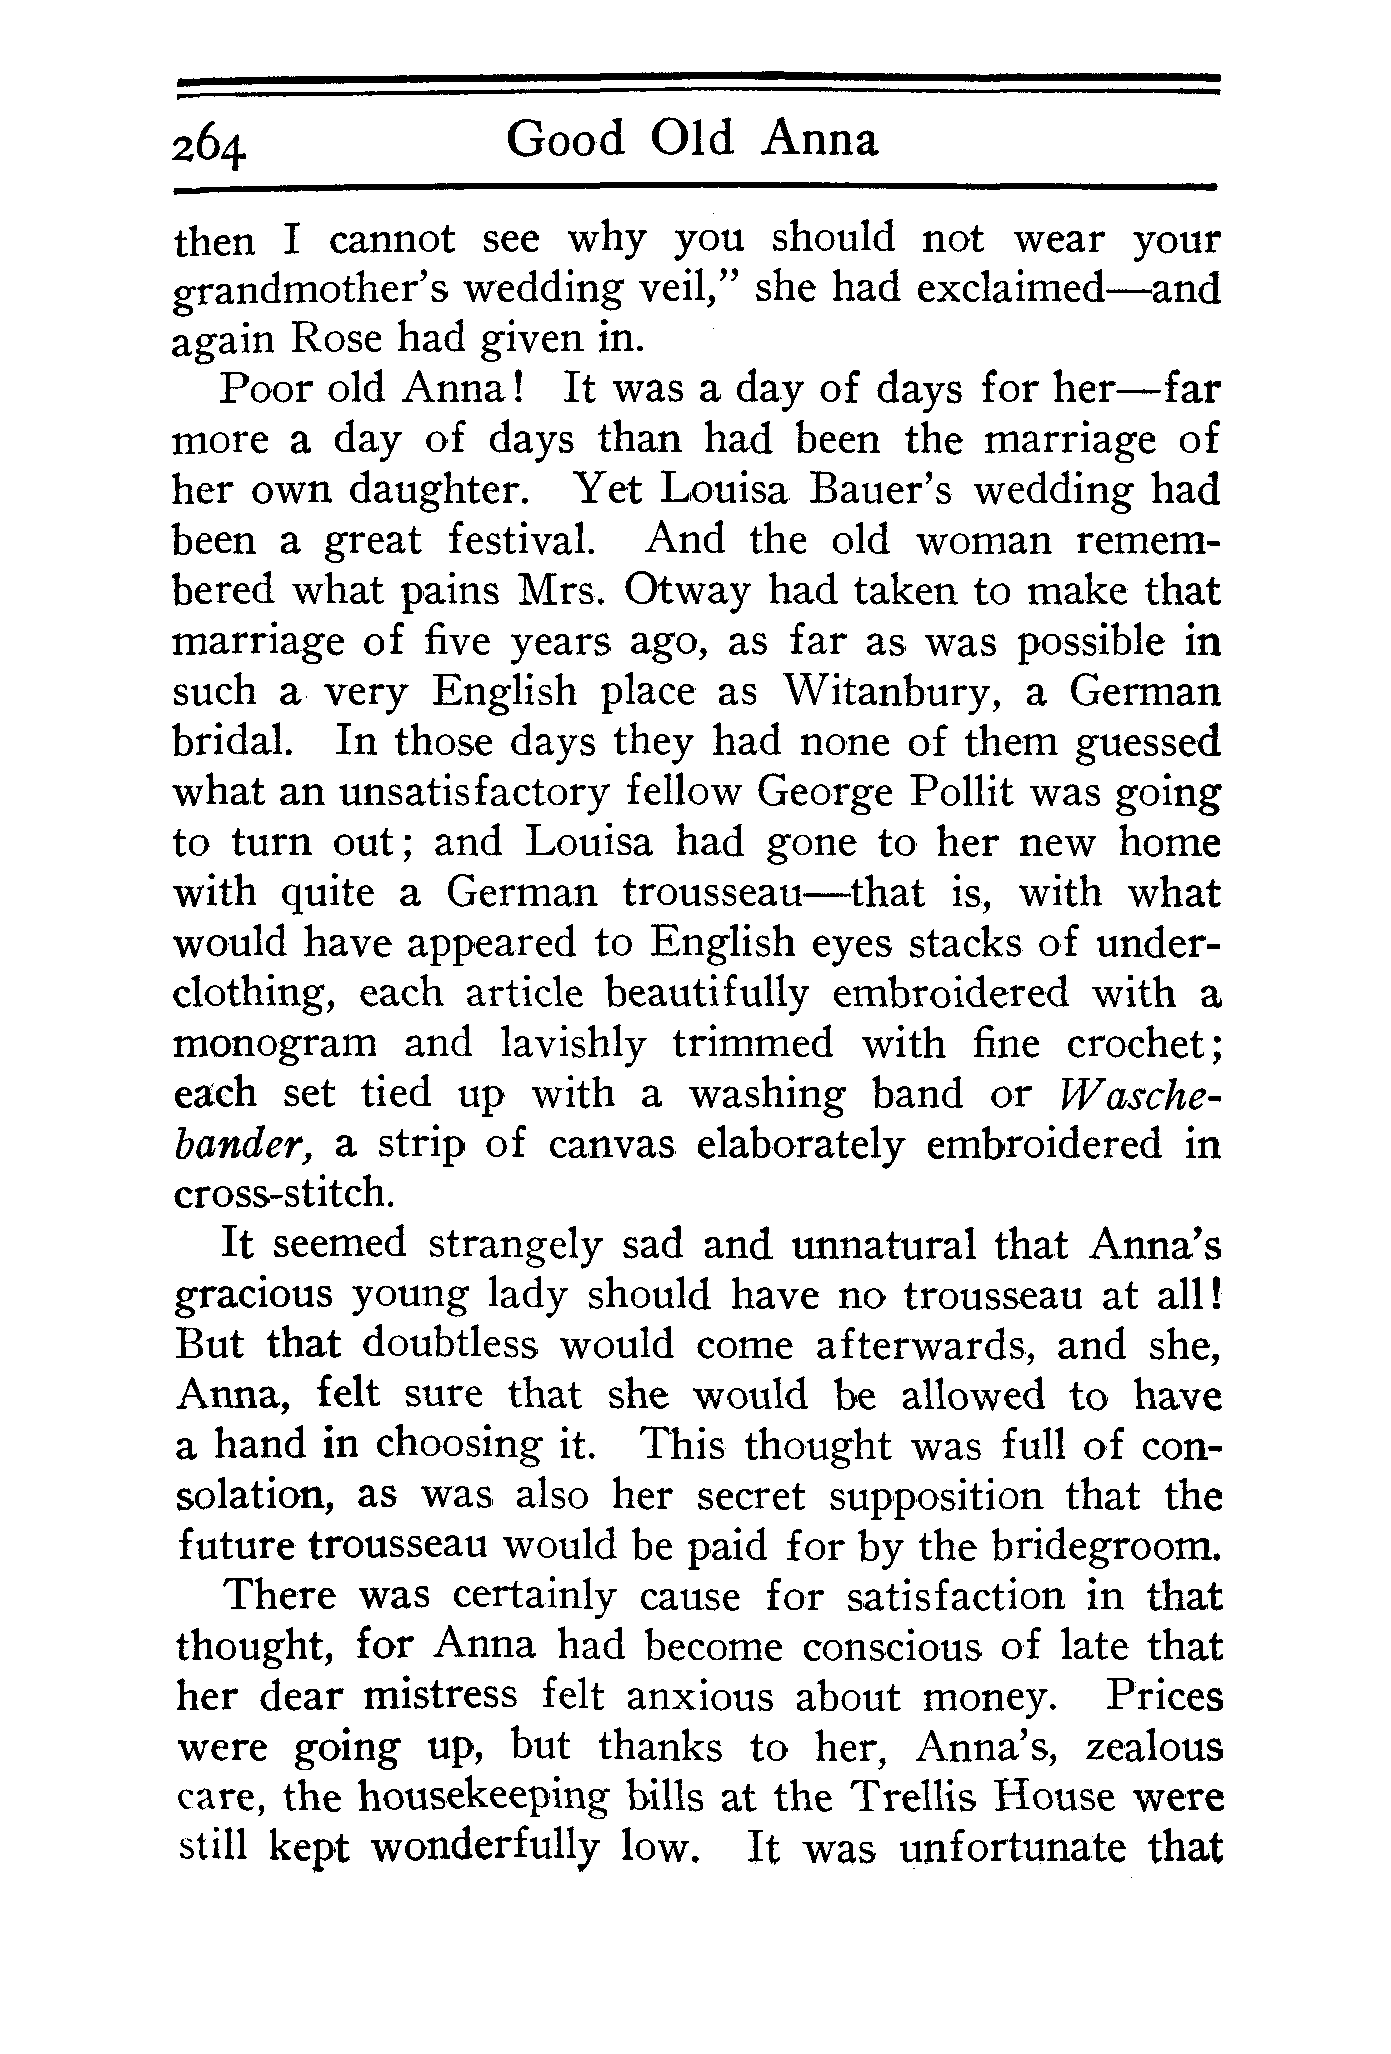 264 Good Old Anna
then I cannot see why you should not wear your
grandmother's wedding veil," she had exclaimed—and
again Rose had given in.
Poor old Anna! It was a day of days for her—far
more a day of days than had been the marriage of
her own daughter. Yet Louisa Bauer's wedding had
been a great festival. And the old woman remem-
bered what pains Mrs. Otway had taken to make that
marriage of five years ago, as far as was possible in
such a very English place as Witanbury, a German
bridal. In those days they had none of them guessed
what an unsatisfactory fellow George Pollit was going
to turn out; and Louisa had gone to her new home
with quite a German trousseau—that is, with what
would have appeared to English eyes stacks of under-
clothing, each article beautifully embroidered with a
monogram and lavishly trimmed with fine crochet;
each set tied up with a washing band or Wasche-
bander, a strip of canvas elaborately embroidered in
cross-stitch.
It seemed strangely sad and unnatural that Anna's
gracious young lady should have no trousseau at all!
But that doubtless would come afterwards, and she,
Anna, felt sure that she would be allowed to have
a hand in choosing it. This thought was full of con-
solation, as was also her secret supposition that the
future trousseau would be paid for by the bridegroom.
There was certainly cause for satisfaction in that
thought, for Anna had become conscious of late that
her dear mistress felt anxious about money. Prices
were going up, but thanks to her, Anna's, zealous
care, the housekeeping bills at the Trellis House were
still kept wonderfully low. It was unfortunate that